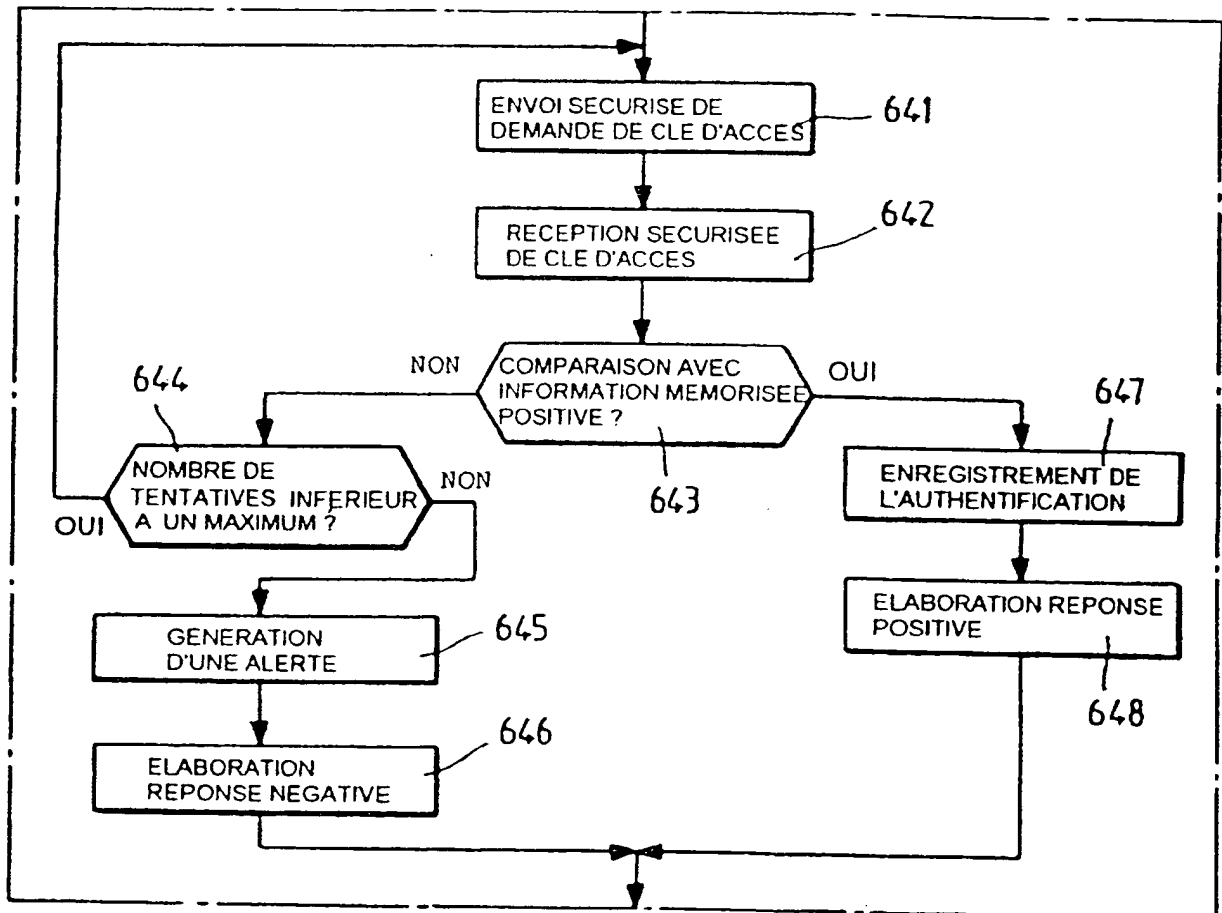 ENVOI SECURISE DE
DEMANDE DE CLE D'ACCES
641
RECEPTION SECURISEE
DE CLE D'ACCES
642
COMPARAISON AVEC
INFORMATION MEMORISEE
POSITIVE ?
NON
OUI
643
644
NOMBRE DE
TENTATIVES INFERIEUR
A UN MAXIMUM ?
OUI
NON
647
ENREGISTREMENT DE
L'AUTHENTIFICATION
GENERATION
D'UNE ALERTE
645
ELABORATION REPONSE
POSITIVE
648
ELABORATION
REPONSE NEGATIVE
646